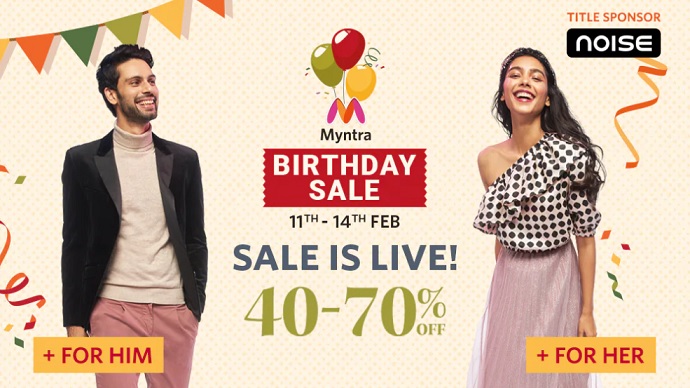 TITLE SPONSOR
noise
Myntra
BIRTHDAY
SALE
11TH - 14TH FEB
SALE IS LIVE!
40-70% OFF
+ FOR HIM
+ FOR HER